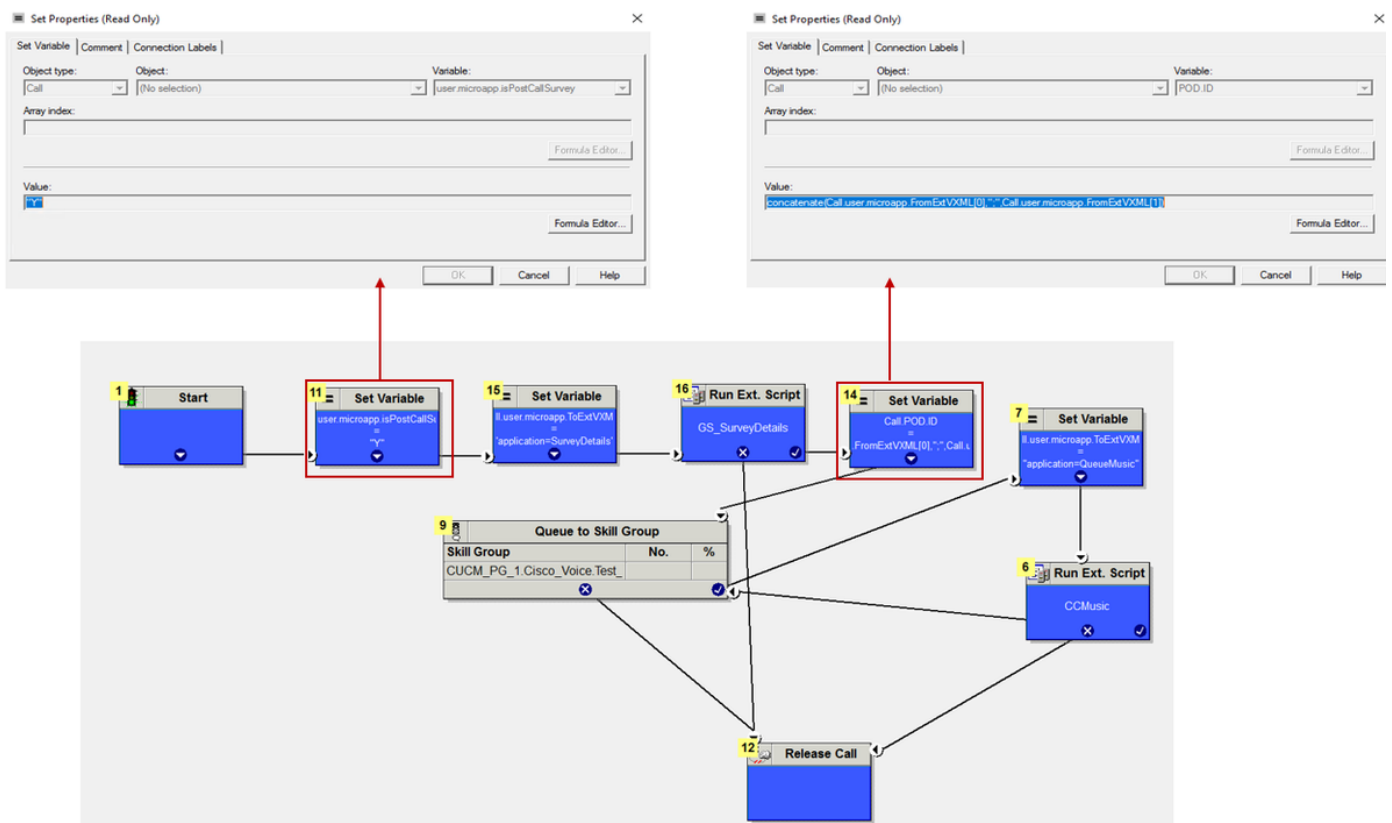 Set Properties (Read Only)
Set Variable Comment Connection Labels
Object type: Object: Variable:
Call (No selection) user.microapp.isPostCallSurvey
Array index:
Formula Editor...
Value:
"Y"
Formula Editor...
OK Cancel Help
Set Properties (Read Only)
Set Variable Comment Connection Labels
Object type: Object: Variable:
Call (No selection) POD.ID
Array index:
Formula Editor...
Value:
concatenate(Call.user.microapp.FromExtVXML[0],";",Call.user.microapp.FromExtVXML[1])
Formula Editor...
OK Cancel Help
1 Start
11 Set Variable
user.microapp.isPostCallSu
=
"Y"
15 Set Variable
ll.user.microapp.ToExtVXM
=
'application=SurveyDetails'
16 Run Ext. Script
GS_SurveyDetails
14 Set Variable
Call.POD.ID
=
FromExtVXML[0],";",Call.u
7 Set Variable
ll.user.microapp.ToExtVXM
=
"application=QueueMusic"
9 Queue to Skill Group
Skill Group No. %
CUCM_PG_1.Cisco_Voice.Test_
6 Run Ext. Script
CCMusic
12 Release Call